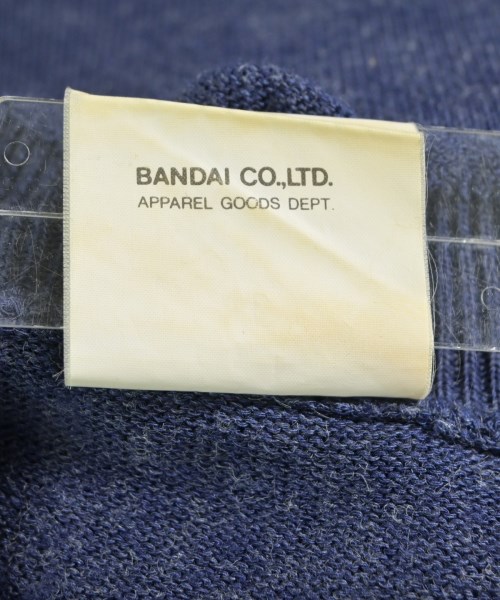 BANDAI CO.,LTD.
APPAREL GOODS DEPT.